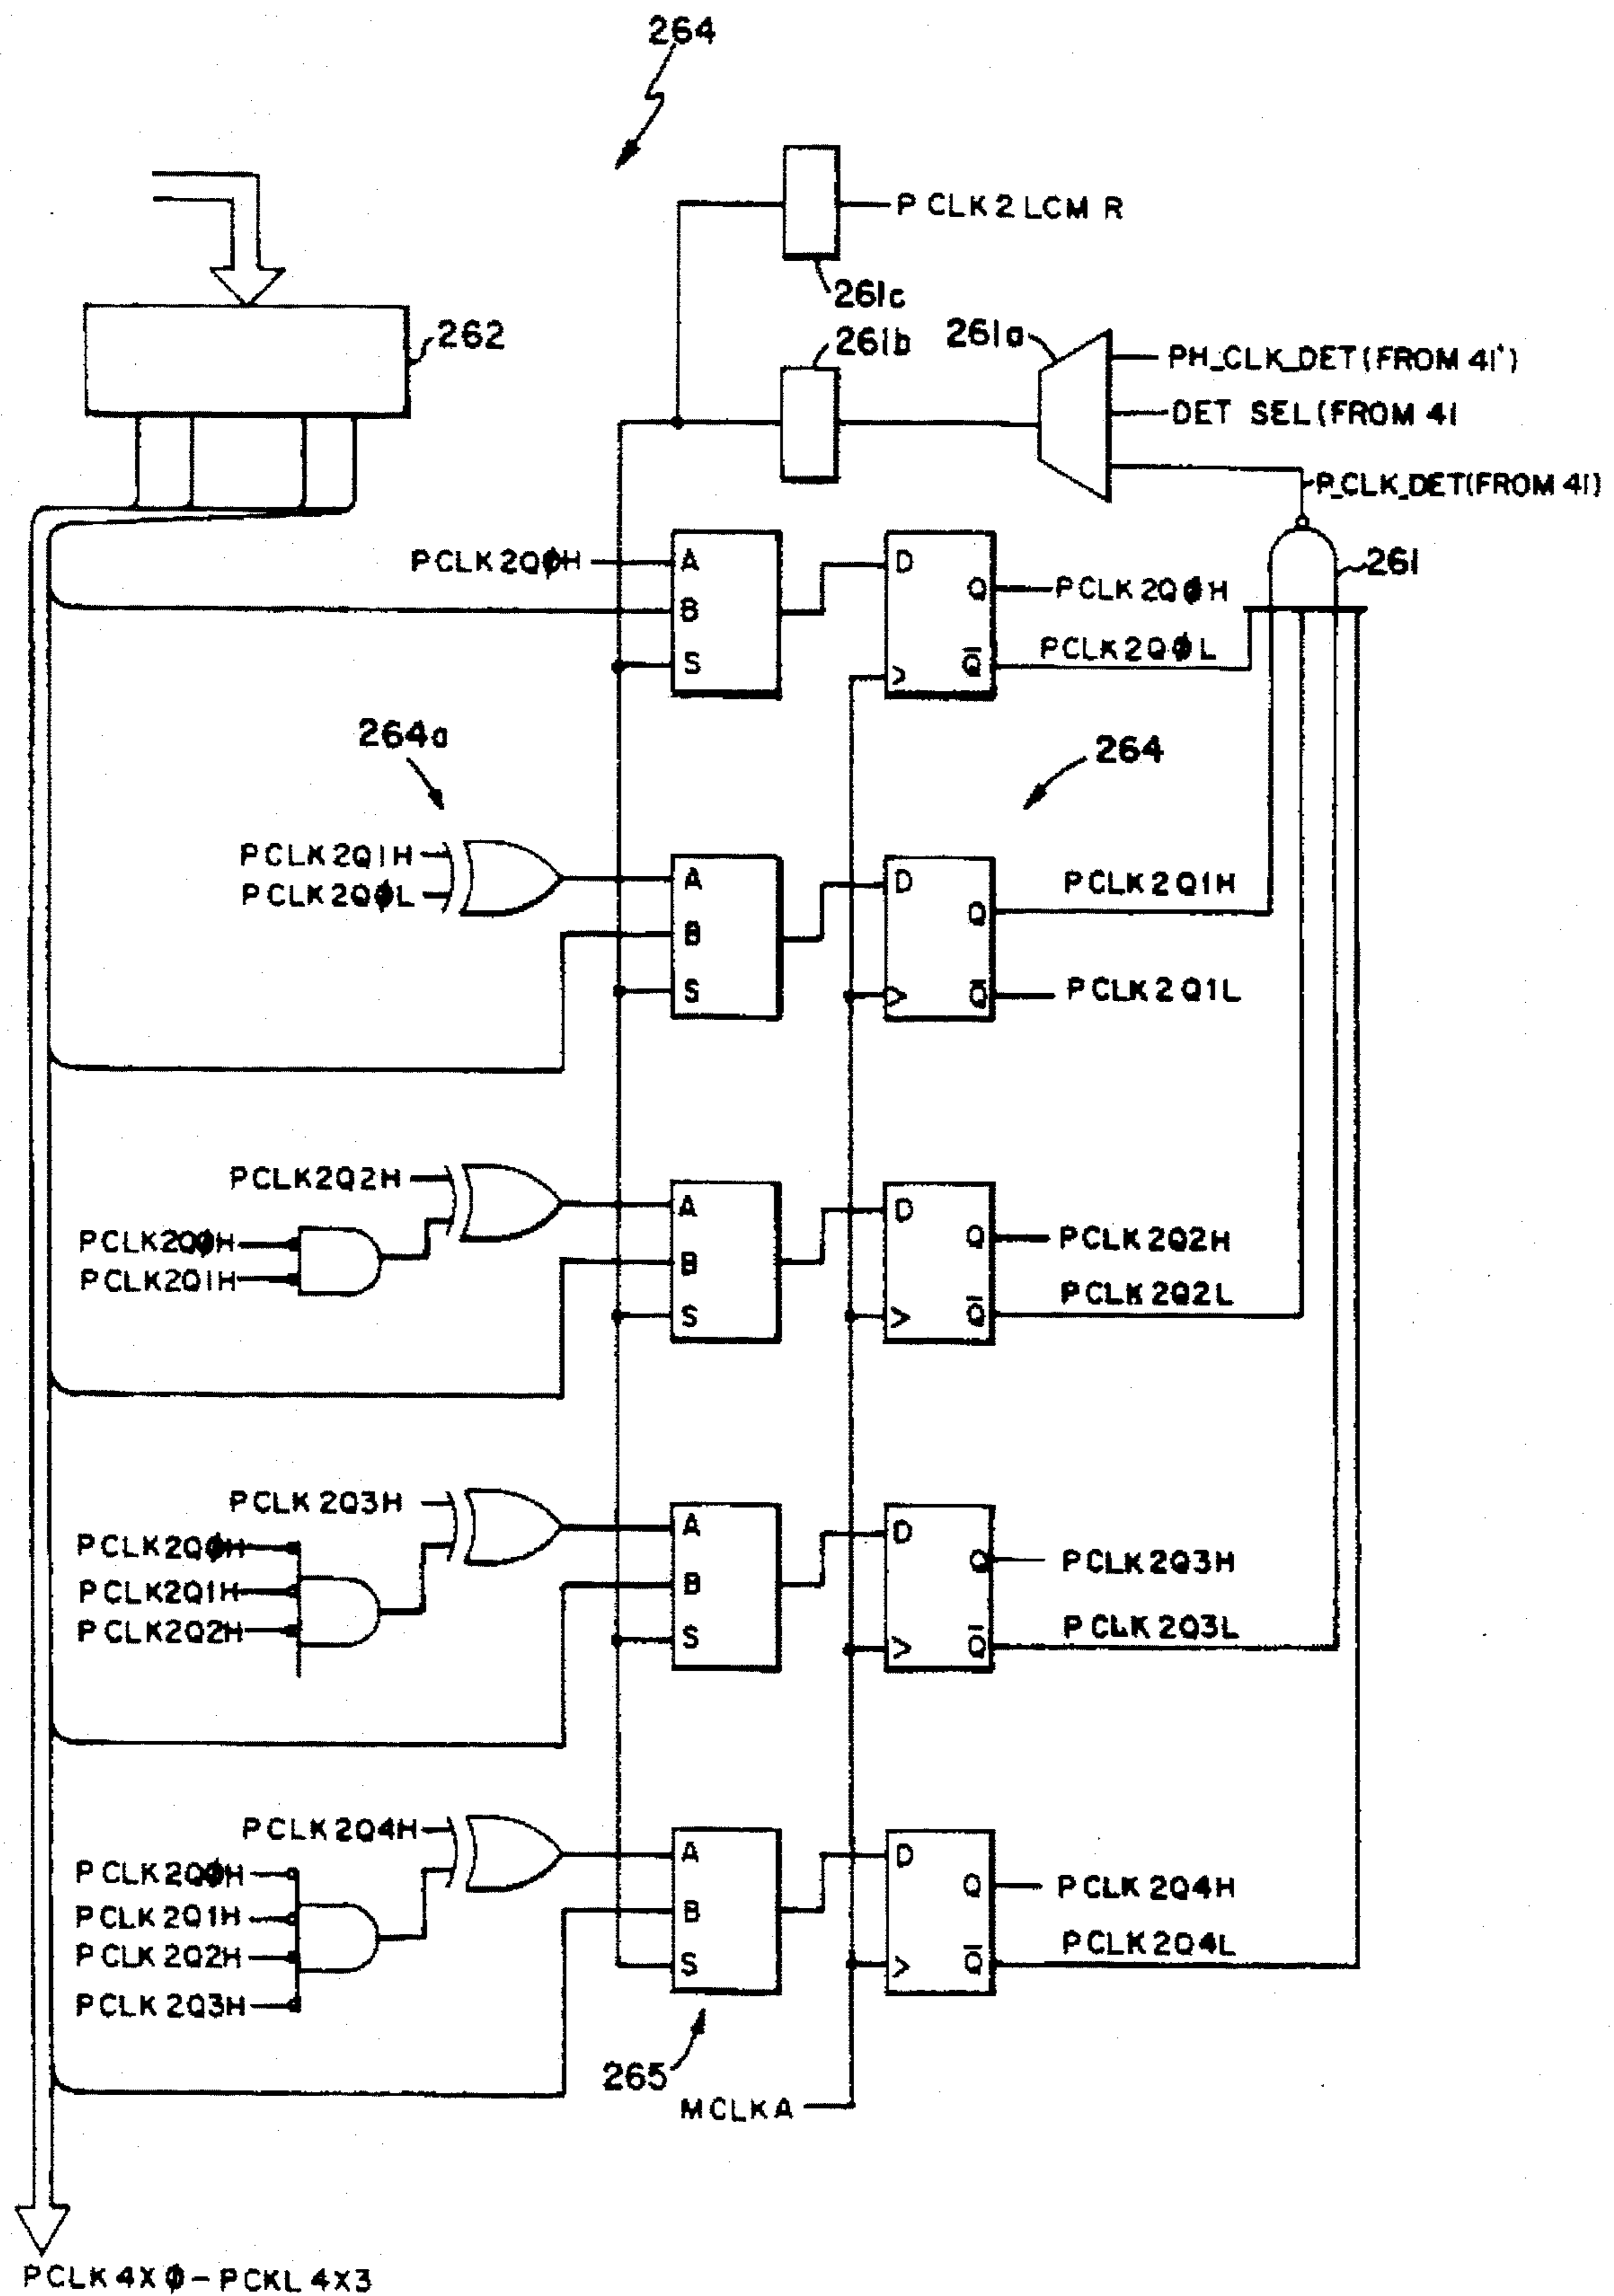 264
P CLK2 LCM R
261c
262
261b
261a
PH_CLK_DET(FROM 41')
DET SEL(FROM 41
P_CLK_DET(FROM 41)
261
PCLK2QØH
A
B
S
D
Q
Q̅
>
PCLK2QØH
PCLK2QØL
264a
264
PCLK2Q1H
PCLK2QØL
A
B
S
D
Q
Q̅
>
PCLK2Q1H
PCLK2Q1L
PCLK2Q2H
PCLK2QØH
PCLK2Q1H
A
B
S
D
Q
Q̅
>
PCLK2Q2H
PCLK2Q2L
PCLK2Q3H
PCLK2QØH
PCLK2Q1H
PCLK2Q2H
A
B
S
D
Q
Q̅
>
PCLK2Q3H
PCLK2Q3L
PCLK2Q4H
PCLK2QØH
PCLK2Q1H
PCLK2Q2H
PCLK2Q3H
A
B
S
D
Q
Q̅
>
PCLK2Q4H
PCLK2Q4L
265
MCLKA
PCLK4XØ-PCKL4X3